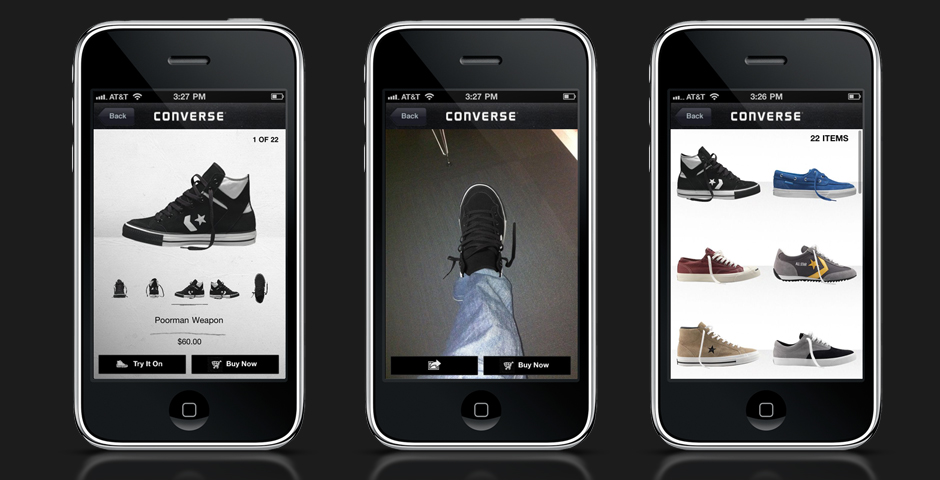 AT&T 3:27 PM
Back CONVERSE
1 OF 22
Poorman Weapon
$60.00
Try It On Buy Now
AT&T 3:27 PM
Back CONVERSE
Buy Now
AT&T 3:26 PM
Back CONVERSE
22 ITEMS